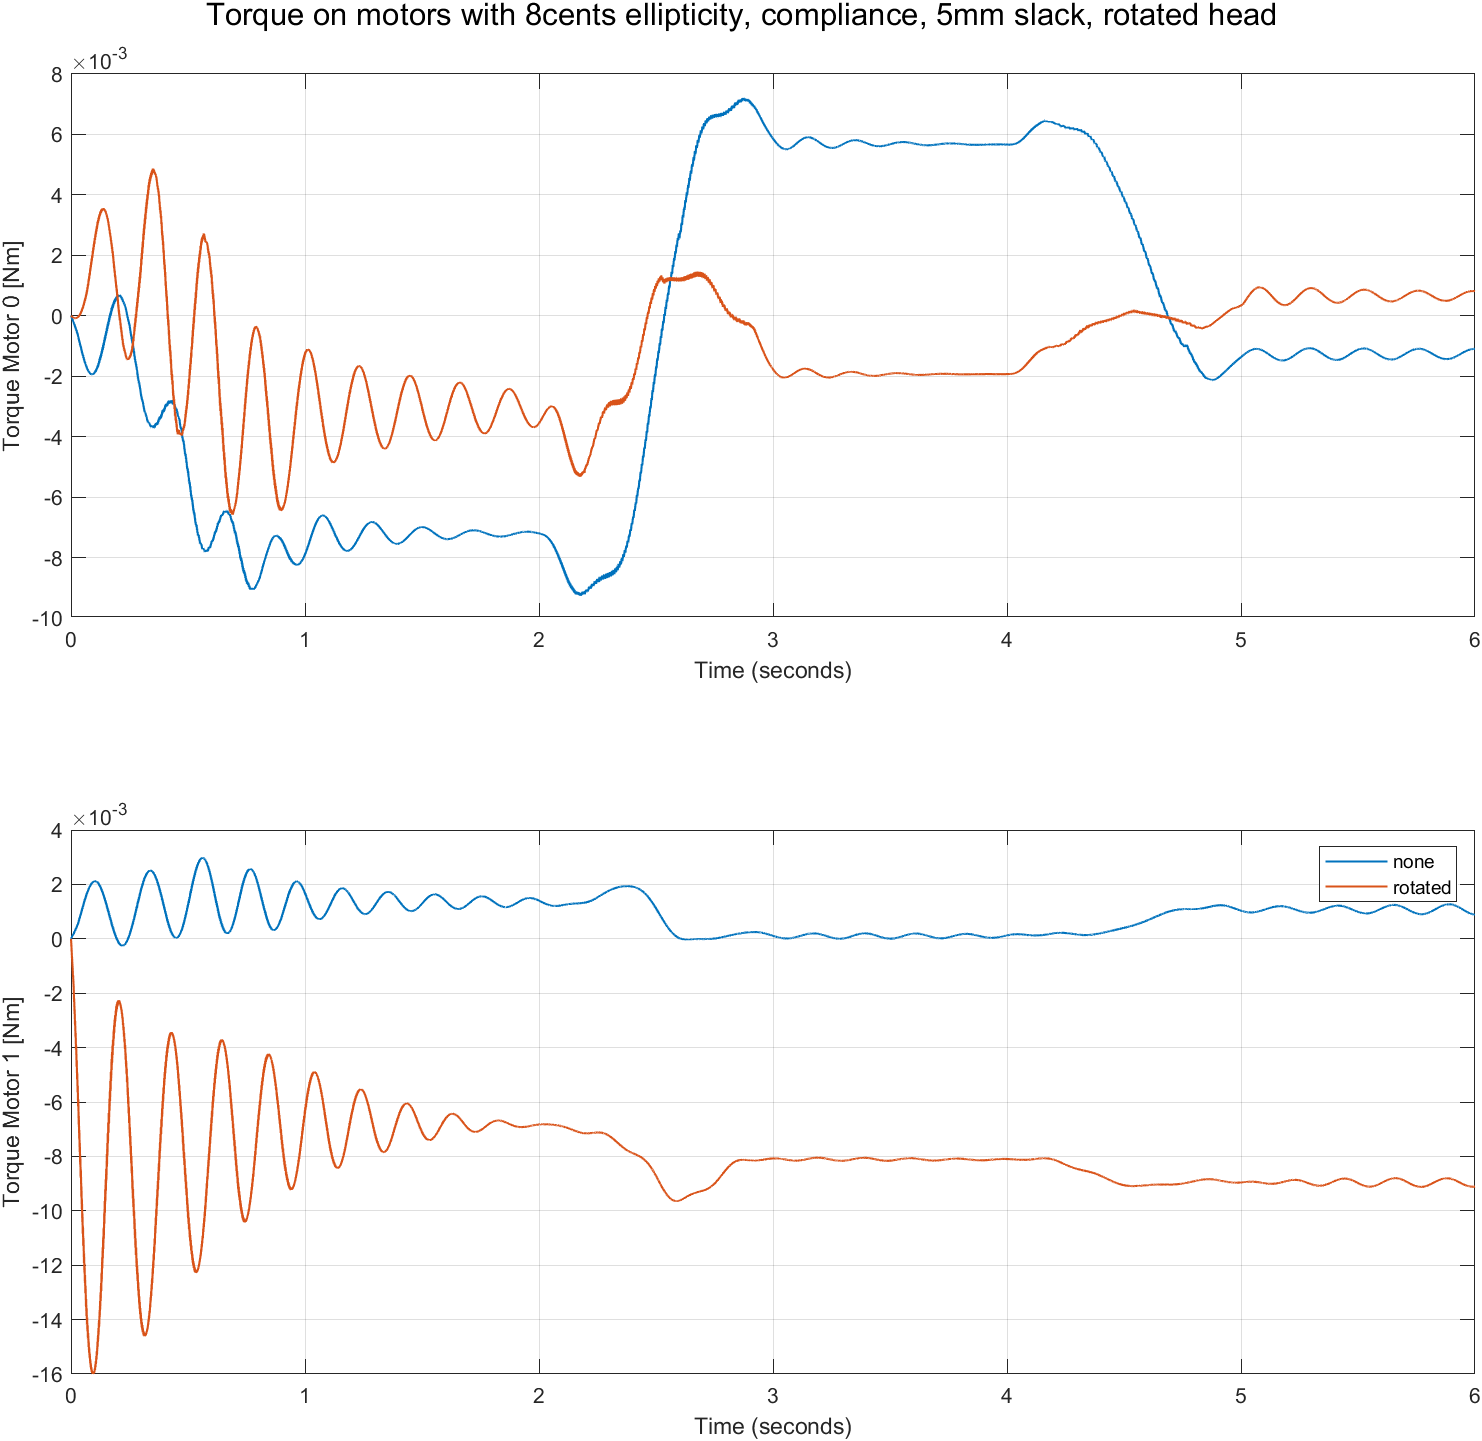 Torque on motors with 8cents ellipticity, compliance, 5mm slack, rotated head
×10-3
8
6
4
2
0
-2
-4
-6
-8
-10
Torque Motor 0 [Nm]
0 1 2 3 4 5 6
Time (seconds)
×10-3
4
2
0
-2
-4
-6
-8
-10
-12
-14
-16
Torque Motor 1 [Nm]
none
rotated
0 1 2 3 4 5 6
Time (seconds)